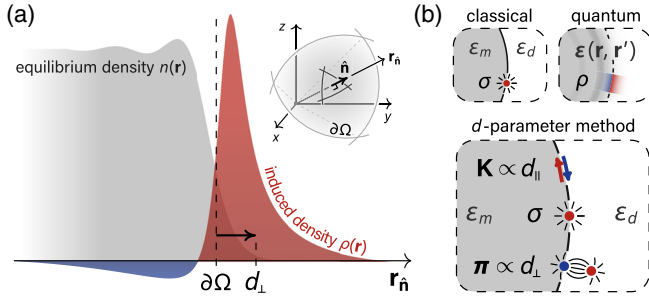 (a)
equilibrium density n(r)
z
n̂
r_n̂
y
x
∂Ω
induced density ρ(r)
∂Ω
d⊥
r_n̂
(b)
classical
quantum
ε_m
ε_d
σ
ε(r, r′)
ρ
d-parameter method
K ∝ d∥
ε_m
σ
ε_d
π ∝ d⊥